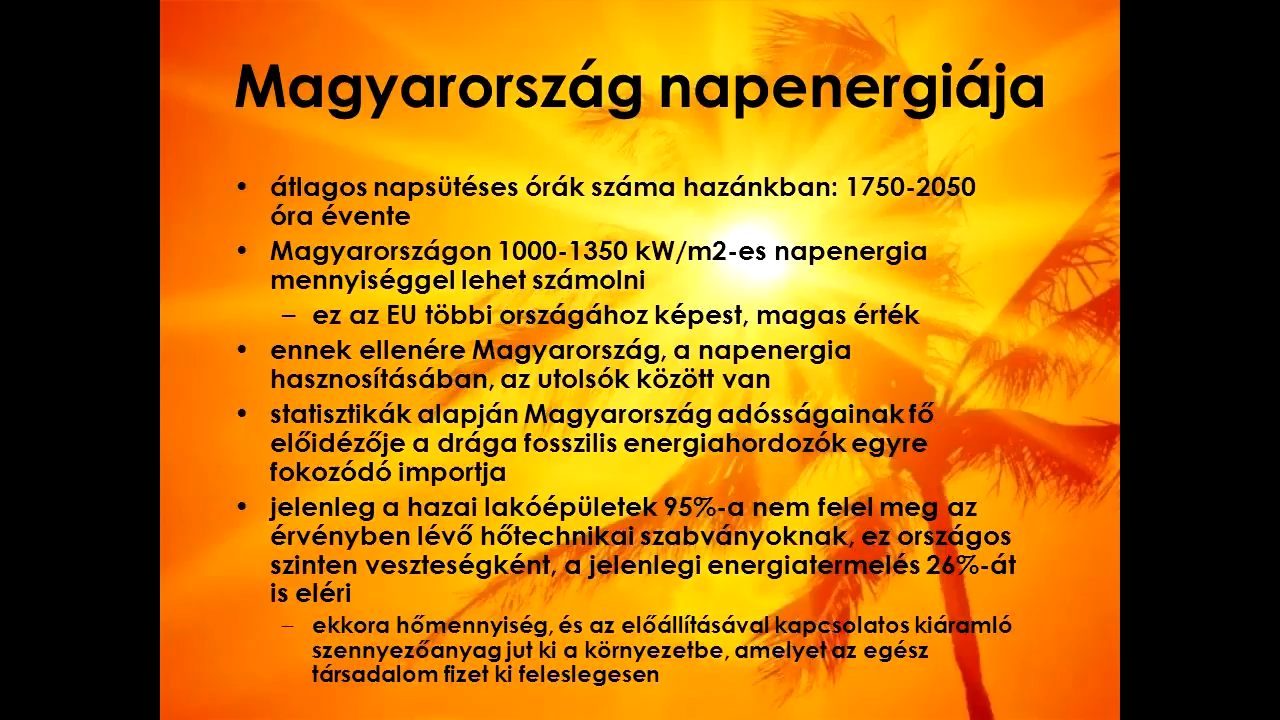 Magyarország napenergiája
• átlagos napsütéses órák száma hazánkban: 1750-2050
óra évente
• Magyarországon 1000-1350 kW/m2-es napenergia
mennyiséggel lehet számolni
– ez az EU többi országához képest, magas érték
• ennek ellenére Magyarország, a napenergia
hasznosításában, az utolsók között van
• statisztikák alapján Magyarország adósságainak fő
előidézője a drága fosszilis energiahordozók egyre
fokozódó importja
• jelenleg a hazai lakóépületek 95%-a nem felel meg az
érvényben lévő hőtechnikai szabványoknak, ez országos
szinten veszteségként, a jelenlegi energiatermelés 26%-át
is eléri
– ekkora hőmennyiség, és az előállításával kapcsolatos kiáramló
szennyezőanyag jut ki a környezetbe, amelyet az egész
társadalom fizet ki feleslegesen